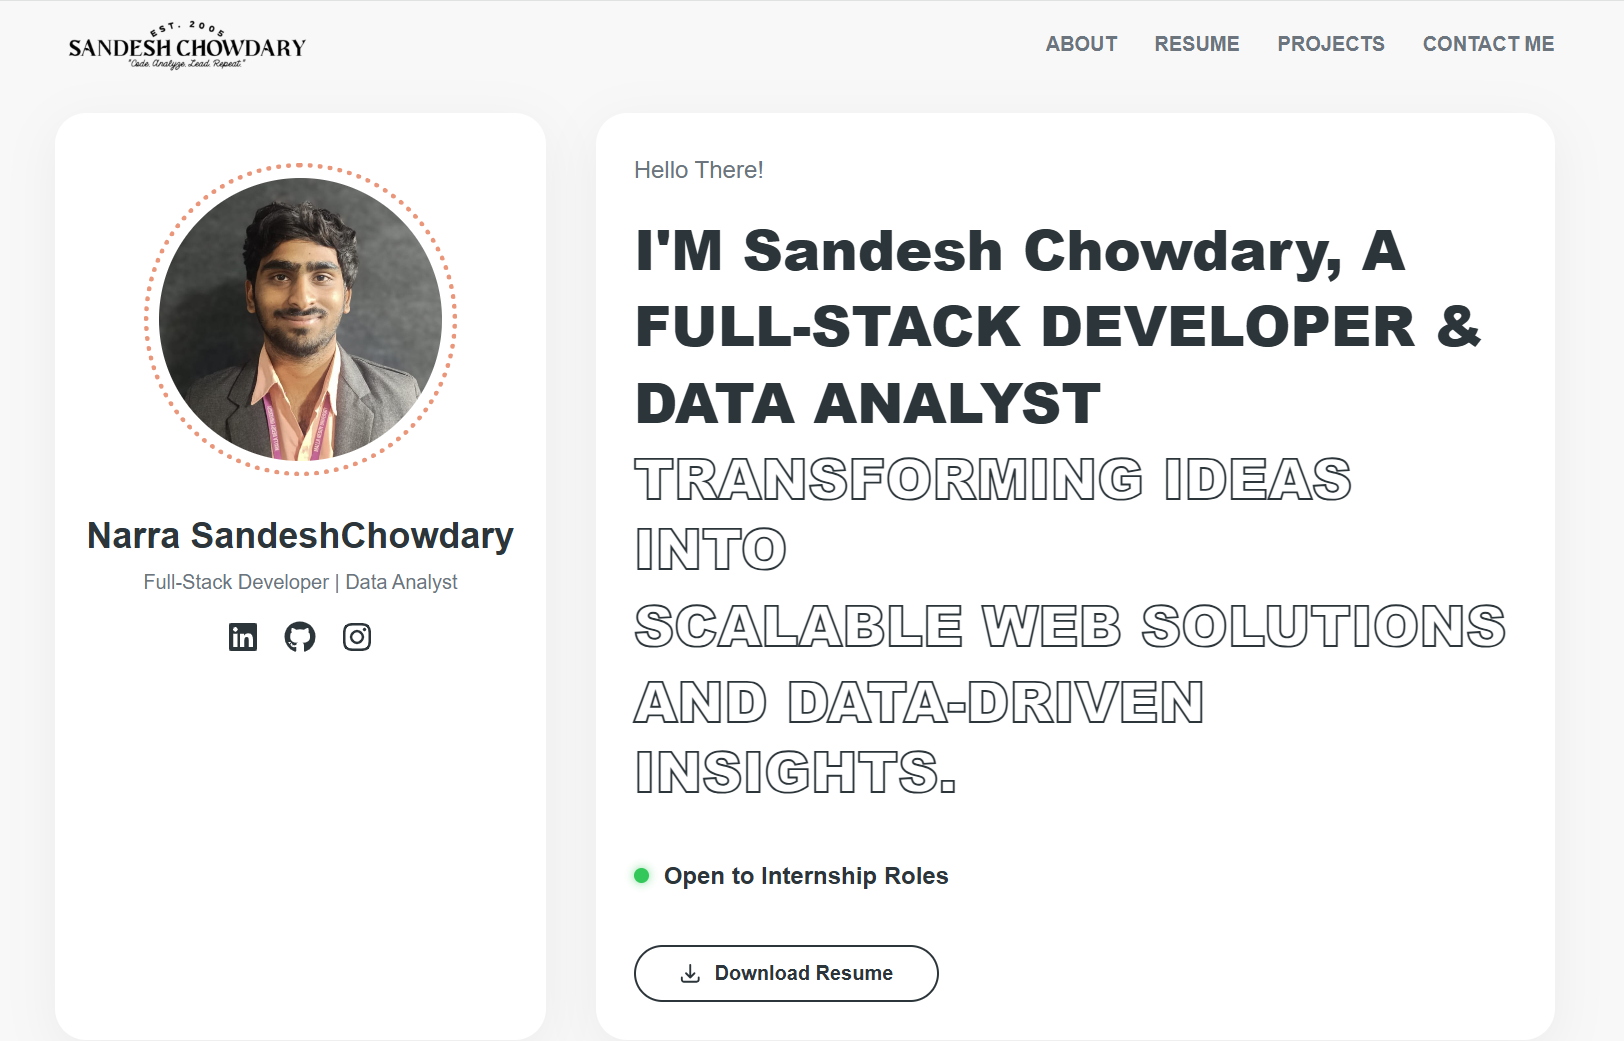 EST. 2005
SANDESH CHOWDARY
"Code. Analyze. Lead. Repeat."
ABOUT RESUME PROJECTS CONTACT ME
Narra SandeshChowdary
Full-Stack Developer | Data Analyst
Hello There!
I'M Sandesh Chowdary, A
FULL-STACK DEVELOPER &
DATA ANALYST
TRANSFORMING IDEAS
INTO
SCALABLE WEB SOLUTIONS
AND DATA-DRIVEN
INSIGHTS.
Open to Internship Roles
Download Resume